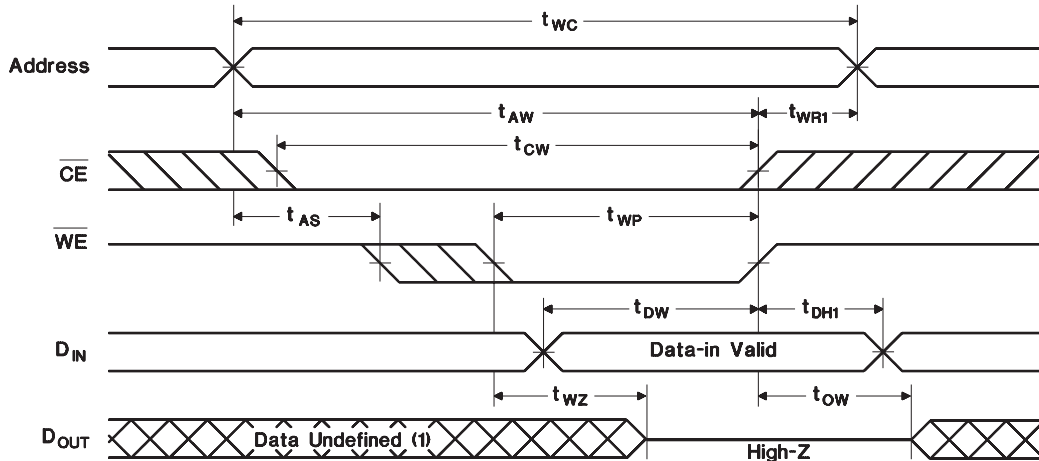 tWC
Address
tAW
tWR1
tCW
CE
tAS
tWP
WE
tDW
tDH1
DIN
Data-in Valid
tWZ
tOW
DOUT
Data Undefined (1)
High-Z